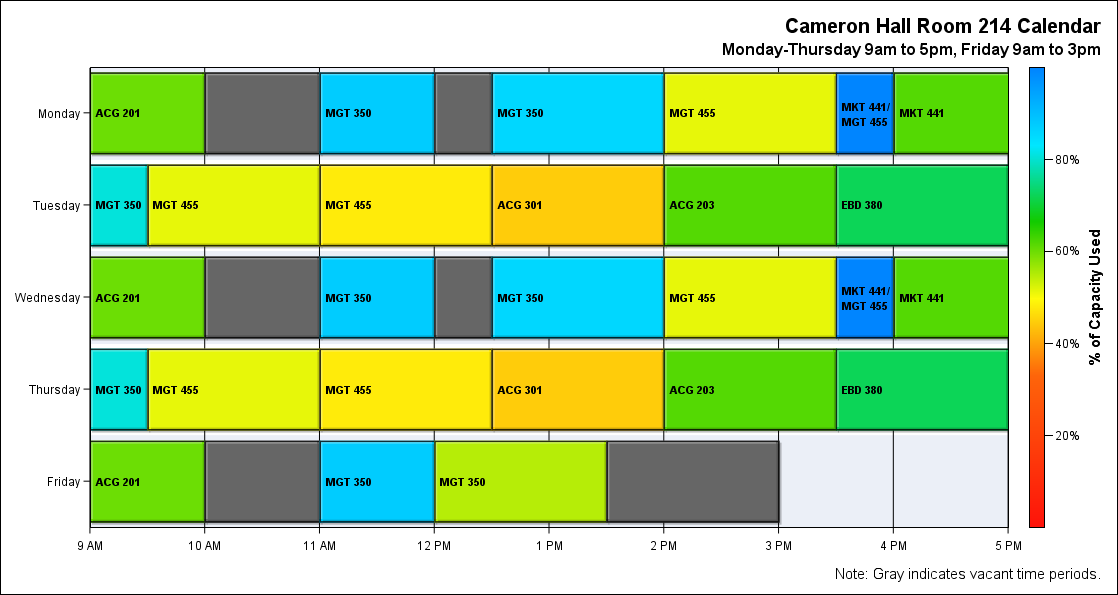 Cameron Hall Room 214 Calendar
Monday-Thursday 9am to 5pm, Friday 9am to 3pm
Monday
ACG 201
MGT 350
MGT 350
MGT 455
MKT 441/
MGT 455
MKT 441
Tuesday
MGT 350
MGT 455
MGT 455
ACG 301
ACG 203
EBD 380
Wednesday
ACG 201
MGT 350
MGT 350
MGT 455
MKT 441/
MGT 455
MKT 441
Thursday
MGT 350
MGT 455
MGT 455
ACG 301
ACG 203
EBD 380
Friday
ACG 201
MGT 350
MGT 350
9 AM
10 AM
11 AM
12 PM
1 PM
2 PM
3 PM
4 PM
5 PM
80%
60%
40%
20%
% of Capacity Used
Note: Gray indicates vacant time periods.